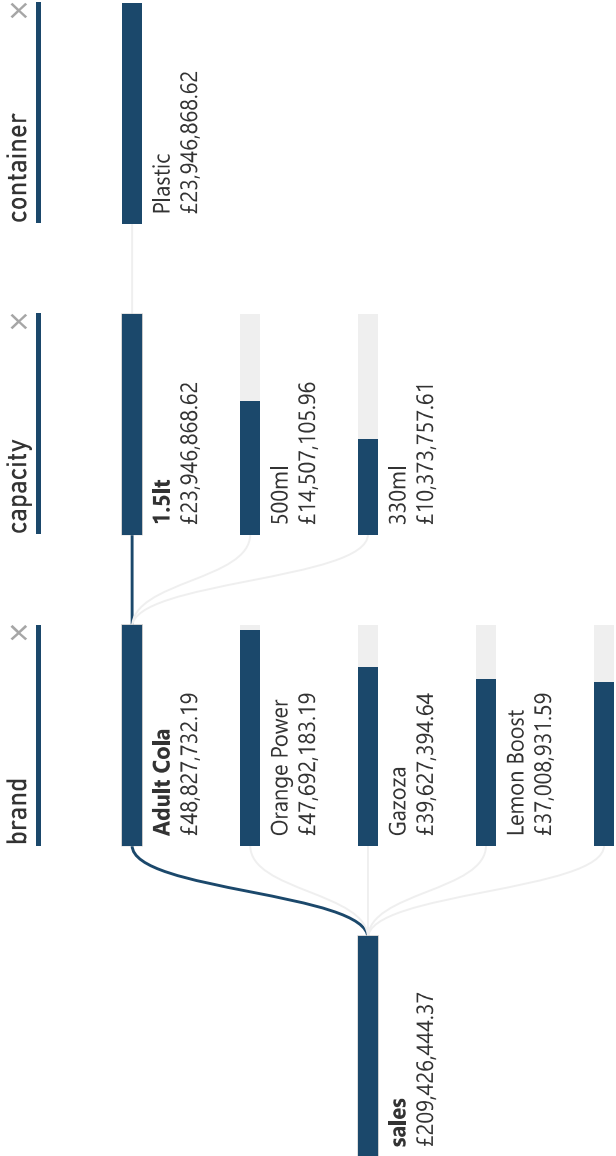 brand
capacity
container
sales
£209,426,444.37
Adult Cola
£48,827,732.19
Orange Power
£47,692,183.19
Gazoza
£39,627,394.64
Lemon Boost
£37,008,931.59
1.5lt
£23,946,868.62
500ml
£14,507,105.96
330ml
£10,373,757.61
Plastic
£23,946,868.62